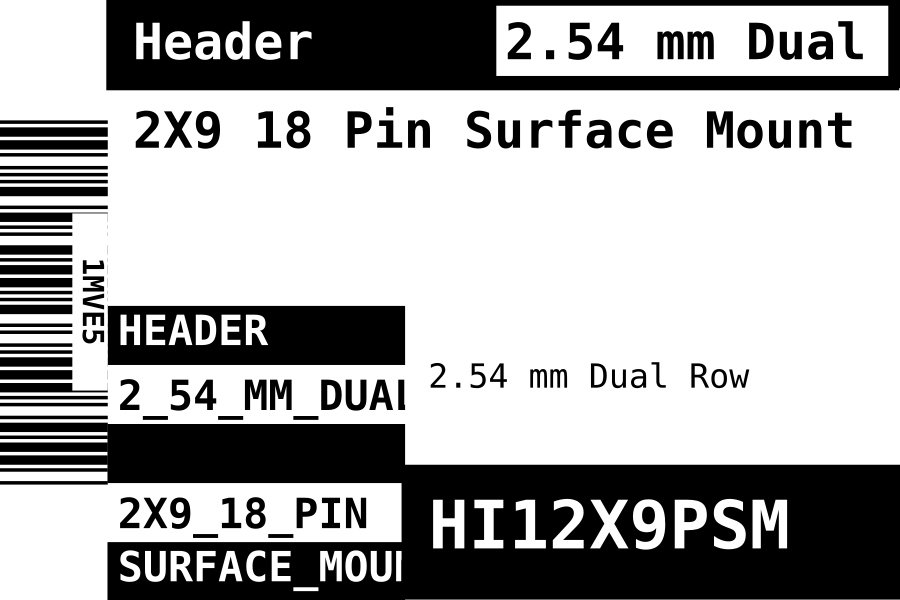 Header
2.54 mm Dual
2X9 18 Pin Surface Mount
1MVE5
HEADER
2_54_MM_DUAL
2.54 mm Dual Row
2X9_18_PIN
SURFACE_MOUN
HI12X9PSM